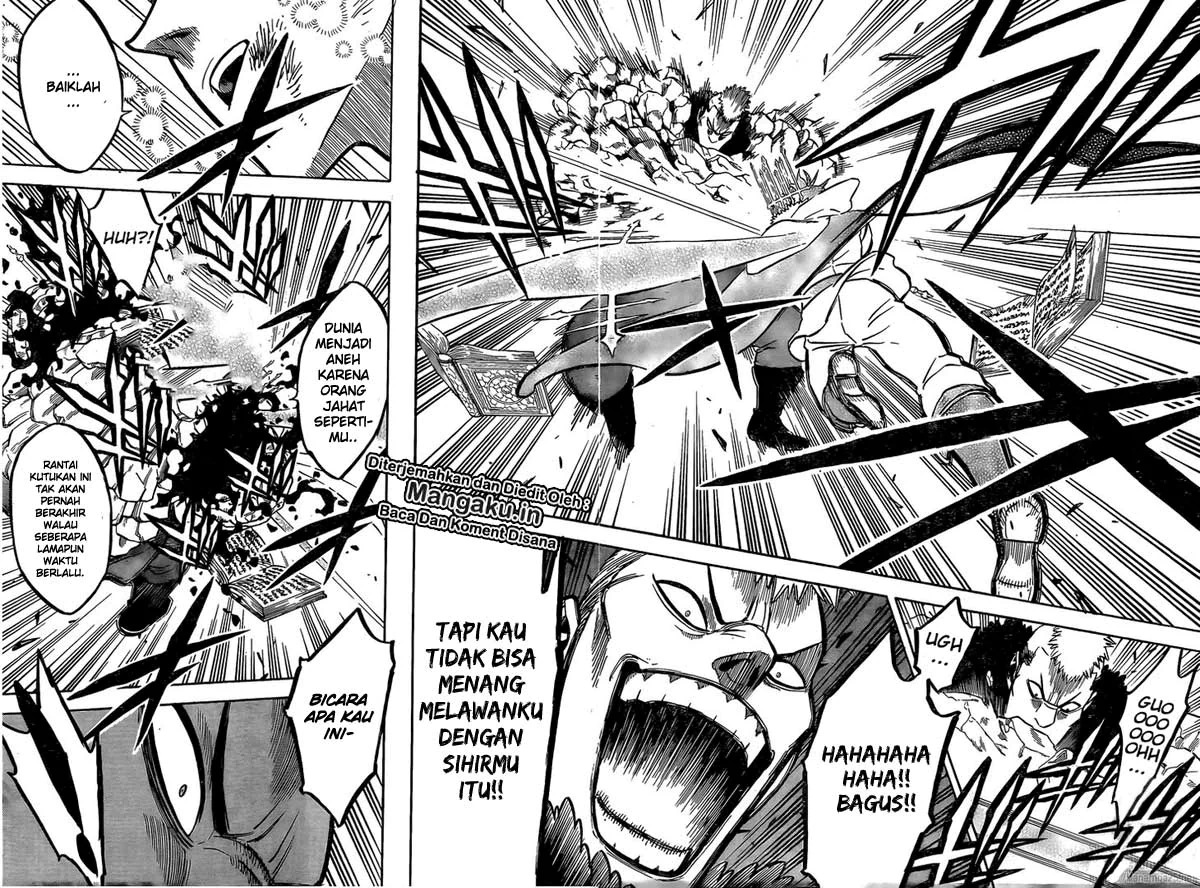 UGH
...
GUO
OOOO
OOO
OHH
...
HAHAHAHA
HAHA!!
BAGUS!!
TAPI KAU
TIDAK BISA
MENANG
MELAWANKU
DENGAN
SIHIRMU
ITU!!
Diterjemahkan dan Diedit Oleh :
Mangaku.in
Baca Dan Koment Disana
...
BAIKLAH
...
HUH?!
DUNIA
MENJADI
ANEH
KARENA
ORANG
JAHAT
SEPERTI-
MU..
RANTAI
KUTUKAN INI
TAK AKAN
PERNAH
BERAKHIR
WALAU
SEBERAPA
LAMAPUN
WAKTU
BERLALU.
BICARA
APA KAU
INI-